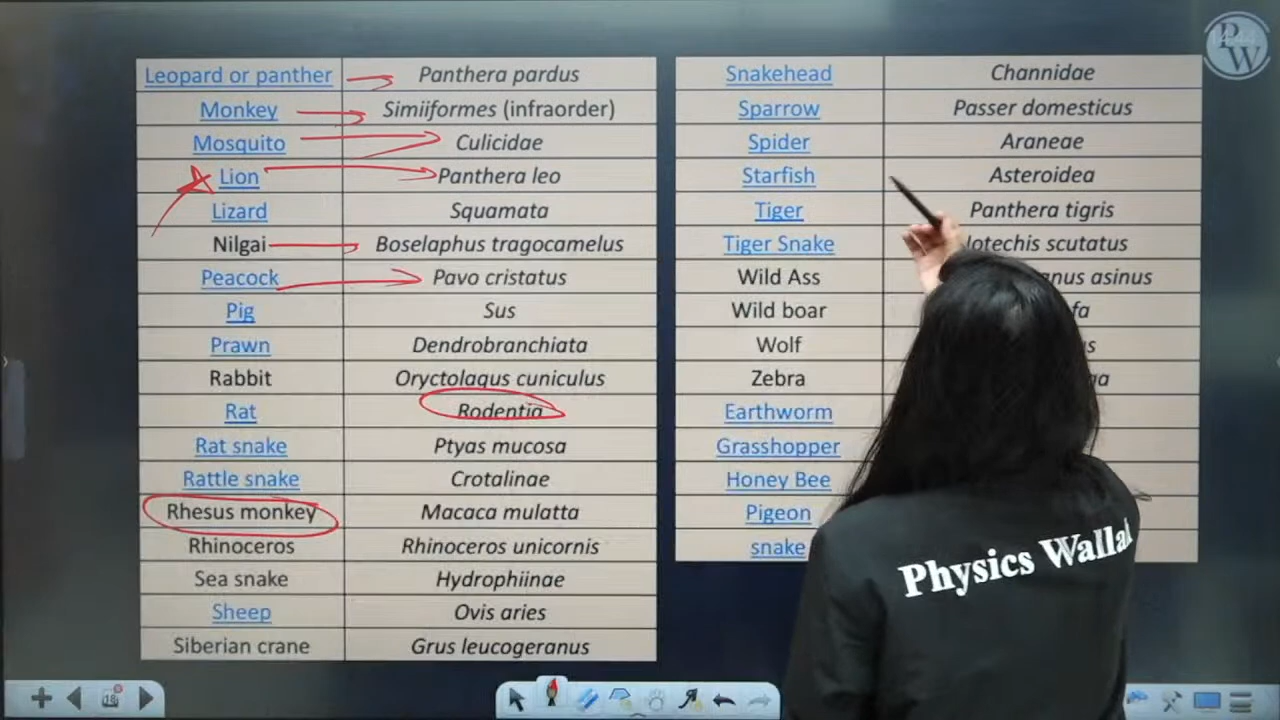 PW
Leopard or panther Panthera pardus
Monkey Simiiformes (infraorder)
Mosquito Culicidae
Lion Panthera leo
Lizard Squamata
Nilgai Boselaphus tragocamelus
Peacock Pavo cristatus
Pig Sus
Prawn Dendrobranchiata
Rabbit Oryctolagus cuniculus
Rat Rodentia
Rat snake Ptyas mucosa
Rattle snake Crotalinae
Rhesus monkey Macaca mulatta
Rhinoceros Rhinoceros unicornis
Sea snake Hydrophiinae
Sheep Ovis aries
Siberian crane Grus leucogeranus
Snakehead Channidae
Sparrow Passer domesticus
Spider Araneae
Starfish Asteroidea
Tiger Panthera tigris
Tiger Snake scutatus
Wild Ass asinus
Wild boar
Wolf
Zebra
Earthworm
Grasshopper
Honey Bee
Pigeon
snake
Physics Wallah
18